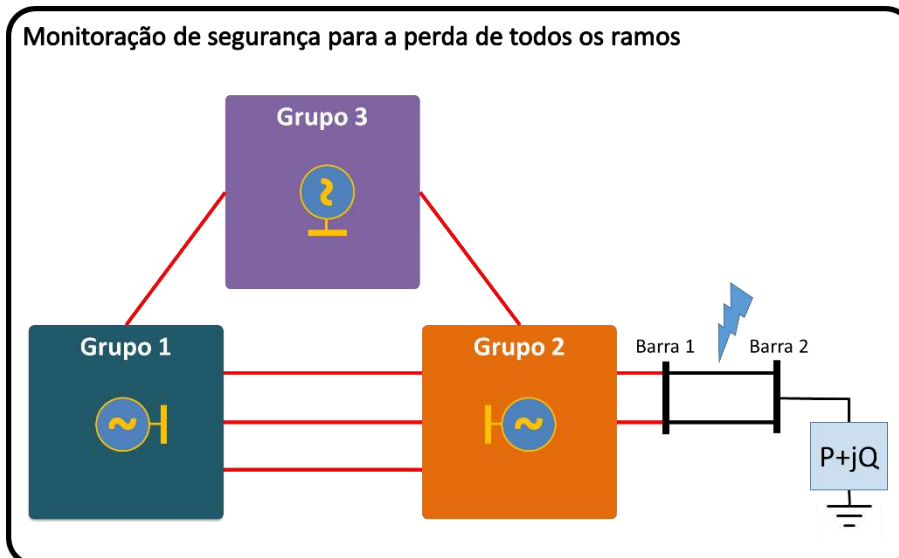 Monitoração de segurança para a perda de todos os ramos
Grupo 3
Grupo 1
Grupo 2
Barra 1
Barra 2
P+jQ